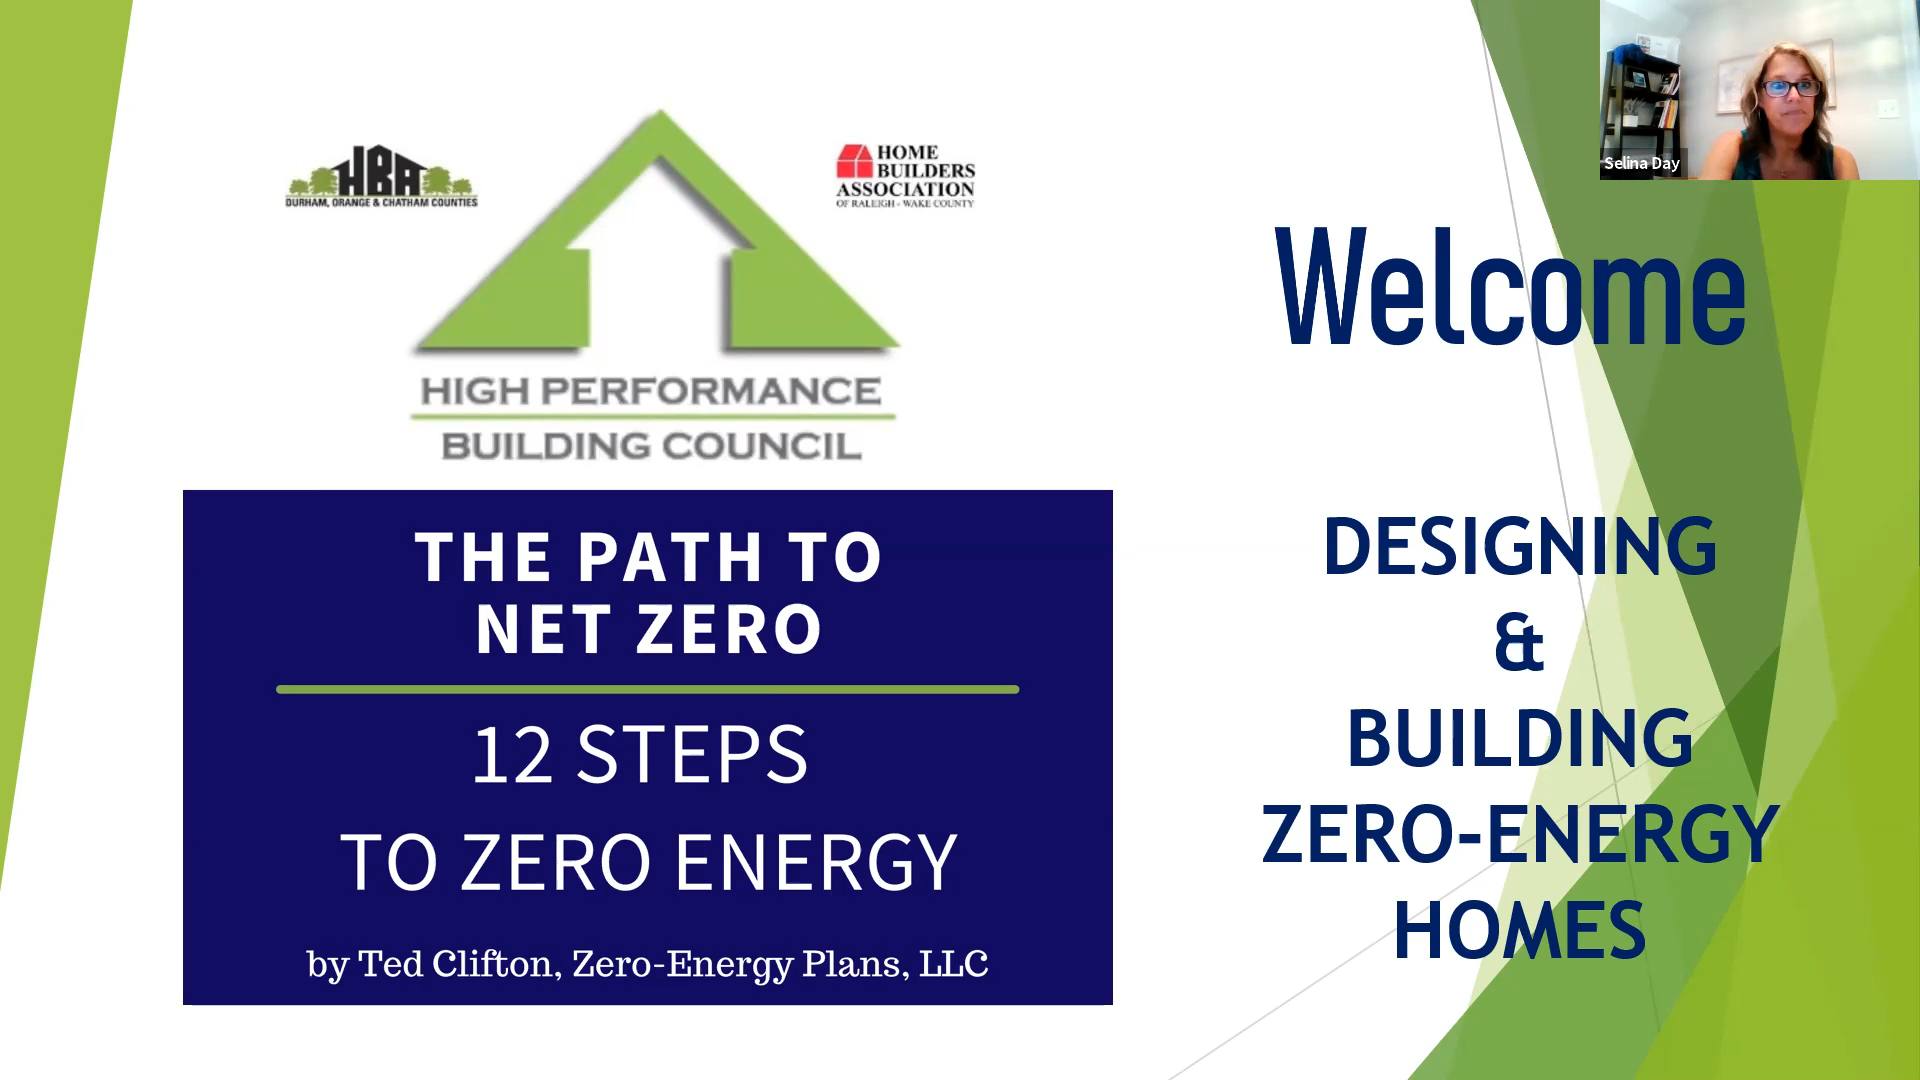 HBA
DURHAM, ORANGE & CHATHAM COUNTIES
HOME
BUILDERS
ASSOCIATION
OF RALEIGH - WAKE COUNTY
HIGH PERFORMANCE
BUILDING COUNCIL
THE PATH TO
NET ZERO
12 STEPS
TO ZERO ENERGY
by Ted Clifton, Zero-Energy Plans, LLC
Selina Day
Welcome
DESIGNING
&
BUILDING
ZERO-ENERGY
HOMES